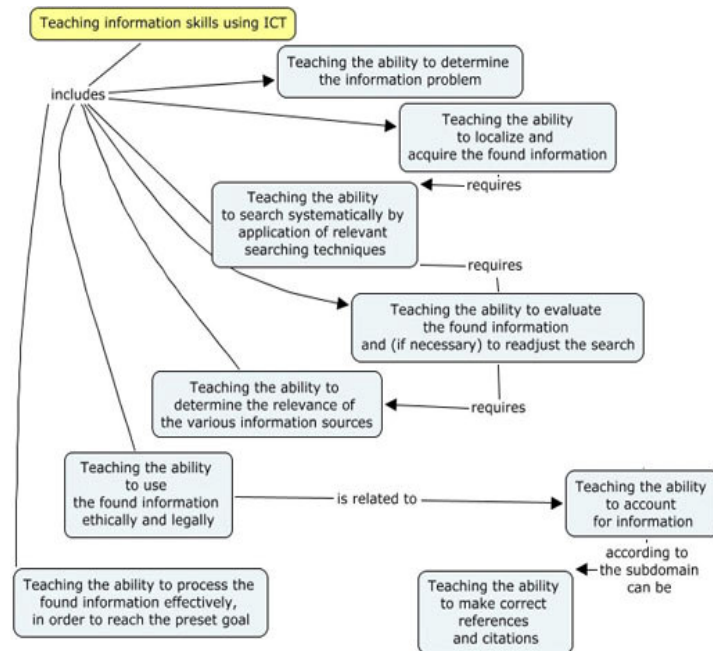 Teaching information skills using ICT
includes
Teaching the ability to determine
the information problem
Teaching the ability
to localize and
acquire the found information
requires
Teaching the ability
to search systematically by
application of relevant
searching techniques
requires
Teaching the ability to evaluate
the found information
and (if necessary) to readjust the search
Teaching the ability to
determine the relevance of
the various information sources
requires
Teaching the ability
to use
the found information
ethically and legally
is related to
Teaching the ability
to account
for information
according to
the subdomain
can be
Teaching the ability to process the
found information effectively,
in order to reach the preset goal
Teaching the ability
to make correct
references
and citations